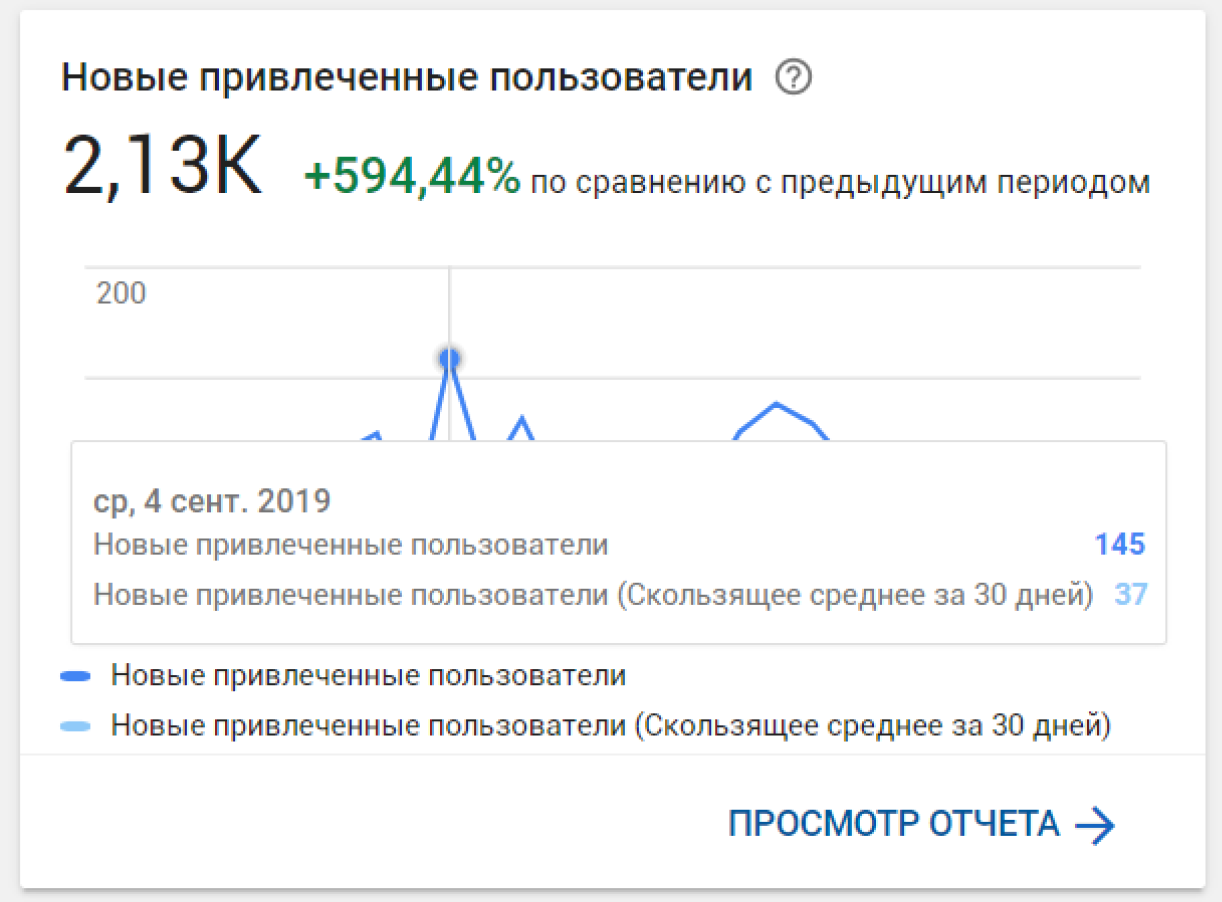 Новые привлеченные пользователи ?
2,13К +594,44% по сравнению с предыдущим периодом
200
ср, 4 сент. 2019
Новые привлеченные пользователи 145
Новые привлеченные пользователи (Скользящее среднее за 30 дней) 37
Новые привлеченные пользователи
Новые привлеченные пользователи (Скользящее среднее за 30 дней)
ПРОСМОТР ОТЧЕТА